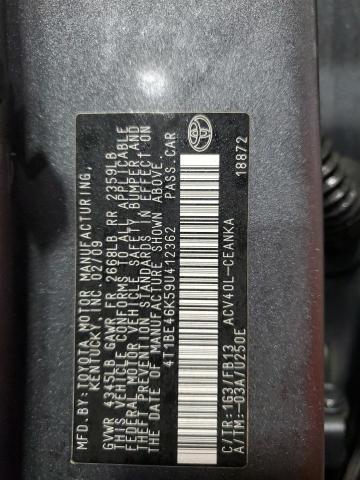 MFD.BY: TOYOTA MOTOR MANUFACTURING,
KENTUCKY, INC. 02/09
GVWR 4345LB GAWR FR 2668LB RR 2359LB
THIS VEHICLE CONFORMS TO ALL APPLICABLE
FEDERAL MOTOR VEHICLE SAFETY, BUMPER AND
THEFT PREVENTION STANDARDS IN EFFECT ON
THE DATE OF MANUFACTURE SHOWN ABOVE.
4T1BE46K59U412362 PASS.CAR
C/TR:1G3/FB13 ACV40L-CEANKA
A/TM:-03A/U250E 18872